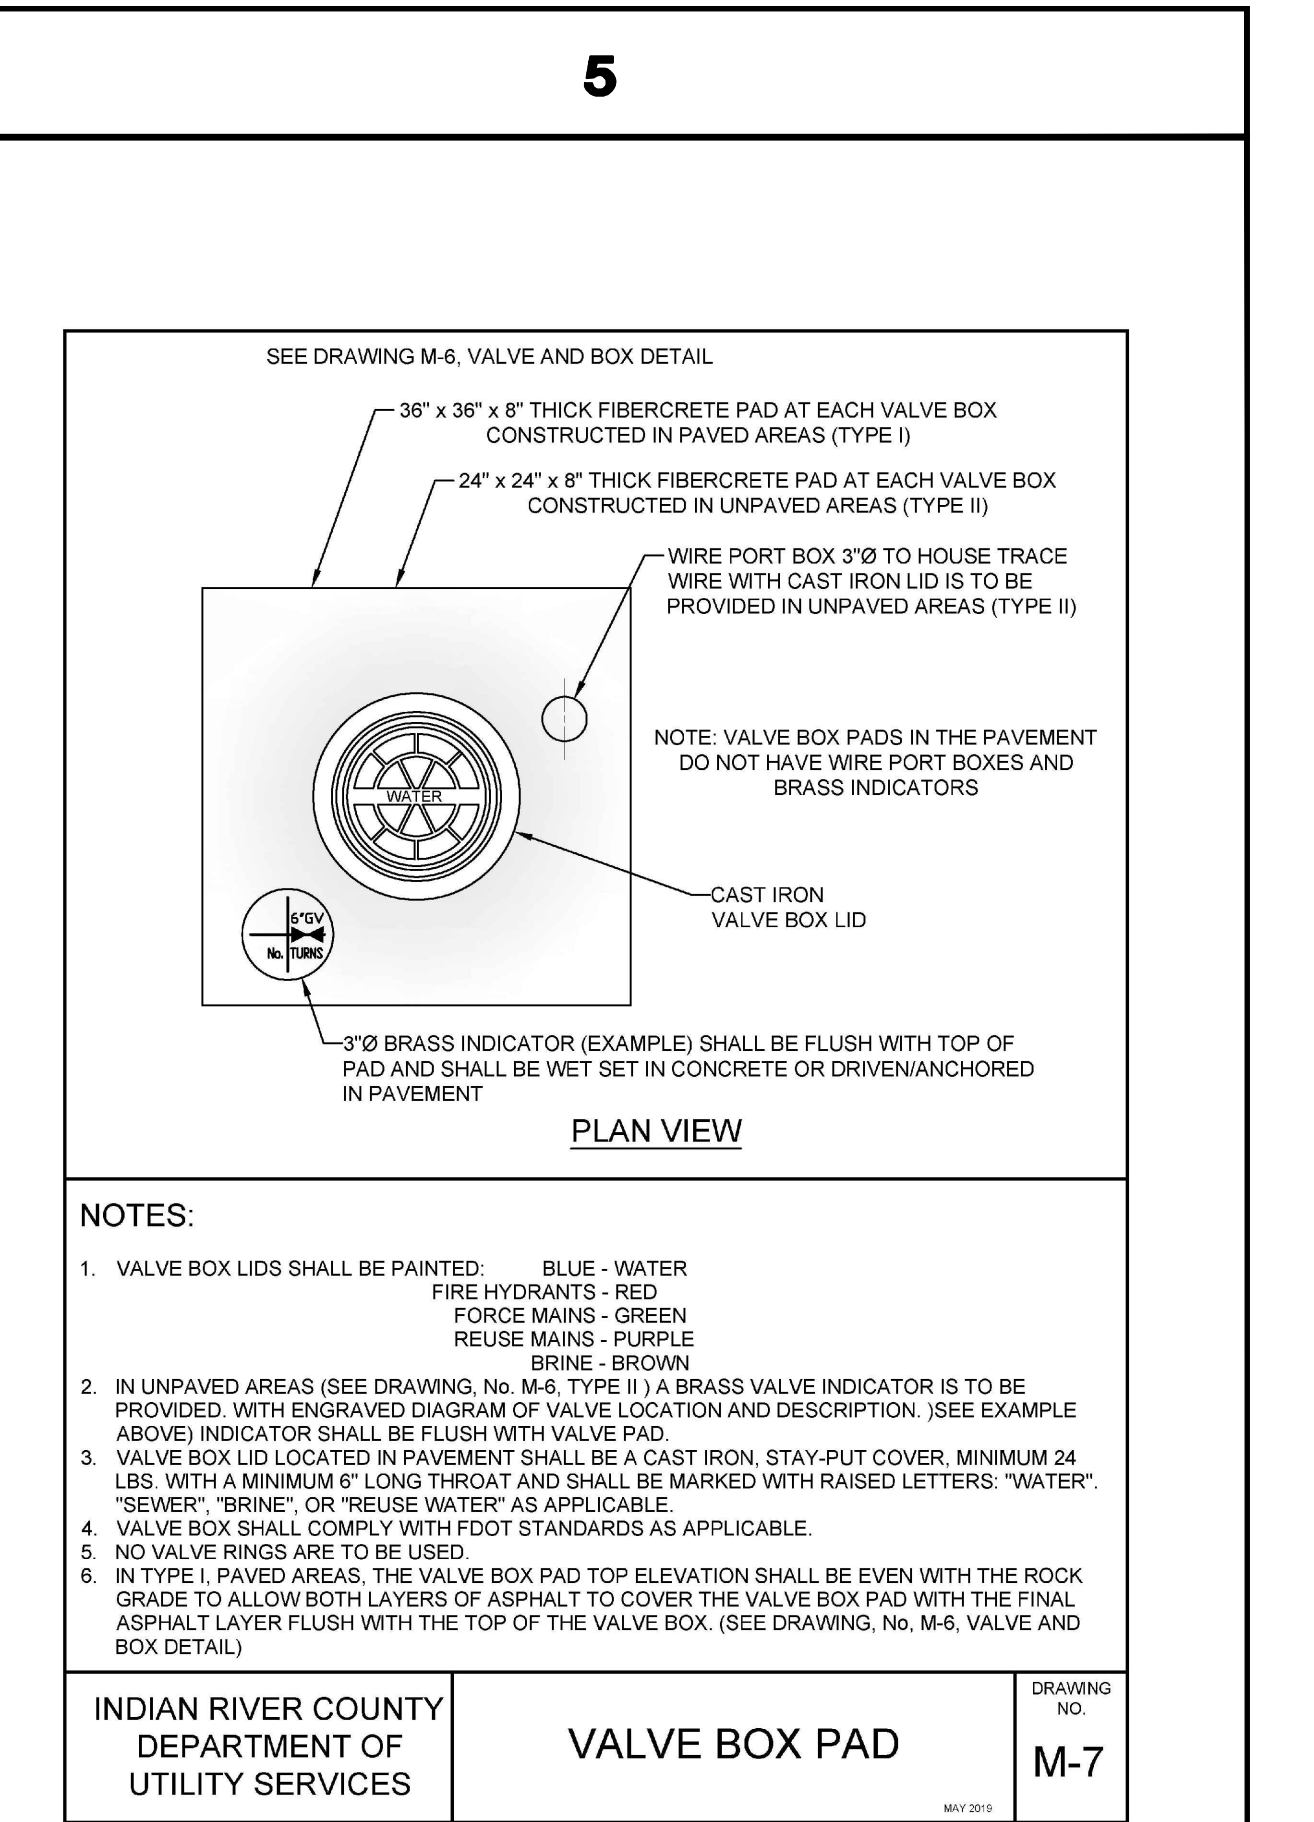 5
SEE DRAWING M-6, VALVE AND BOX DETAIL
36" x 36" x 8" THICK FIBERCRETE PAD AT EACH VALVE BOX
CONSTRUCTED IN PAVED AREAS (TYPE I)
24" x 24" x 8" THICK FIBERCRETE PAD AT EACH VALVE BOX
CONSTRUCTED IN UNPAVED AREAS (TYPE II)
WIRE PORT BOX 3"Ø TO HOUSE TRACE
WIRE WITH CAST IRON LID IS TO BE
PROVIDED IN UNPAVED AREAS (TYPE II)
NOTE: VALVE BOX PADS IN THE PAVEMENT
DO NOT HAVE WIRE PORT BOXES AND
BRASS INDICATORS
WATER
CAST IRON
VALVE BOX LID
6"GV
No. TURNS
3"Ø BRASS INDICATOR (EXAMPLE) SHALL BE FLUSH WITH TOP OF
PAD AND SHALL BE WET SET IN CONCRETE OR DRIVEN/ANCHORED
IN PAVEMENT
PLAN VIEW
NOTES:
1. VALVE BOX LIDS SHALL BE PAINTED: BLUE - WATER
FIRE HYDRANTS - RED
FORCE MAINS - GREEN
REUSE MAINS - PURPLE
BRINE - BROWN
2. IN UNPAVED AREAS (SEE DRAWING, No. M-6, TYPE II ) A BRASS VALVE INDICATOR IS TO BE
PROVIDED. WITH ENGRAVED DIAGRAM OF VALVE LOCATION AND DESCRIPTION. )SEE EXAMPLE
ABOVE) INDICATOR SHALL BE FLUSH WITH VALVE PAD.
3. VALVE BOX LID LOCATED IN PAVEMENT SHALL BE A CAST IRON, STAY-PUT COVER, MINIMUM 24
LBS. WITH A MINIMUM 6" LONG THROAT AND SHALL BE MARKED WITH RAISED LETTERS: "WATER".
"SEWER", "BRINE", OR "REUSE WATER" AS APPLICABLE.
4. VALVE BOX SHALL COMPLY WITH FDOT STANDARDS AS APPLICABLE.
5. NO VALVE RINGS ARE TO BE USED.
6. IN TYPE I, PAVED AREAS, THE VALVE BOX PAD TOP ELEVATION SHALL BE EVEN WITH THE ROCK
GRADE TO ALLOW BOTH LAYERS OF ASPHALT TO COVER THE VALVE BOX PAD WITH THE FINAL
ASPHALT LAYER FLUSH WITH THE TOP OF THE VALVE BOX. (SEE DRAWING, No, M-6, VALVE AND
BOX DETAIL)
INDIAN RIVER COUNTY
DEPARTMENT OF
UTILITY SERVICES
VALVE BOX PAD
MAY 2019
DRAWING
NO.
M-7